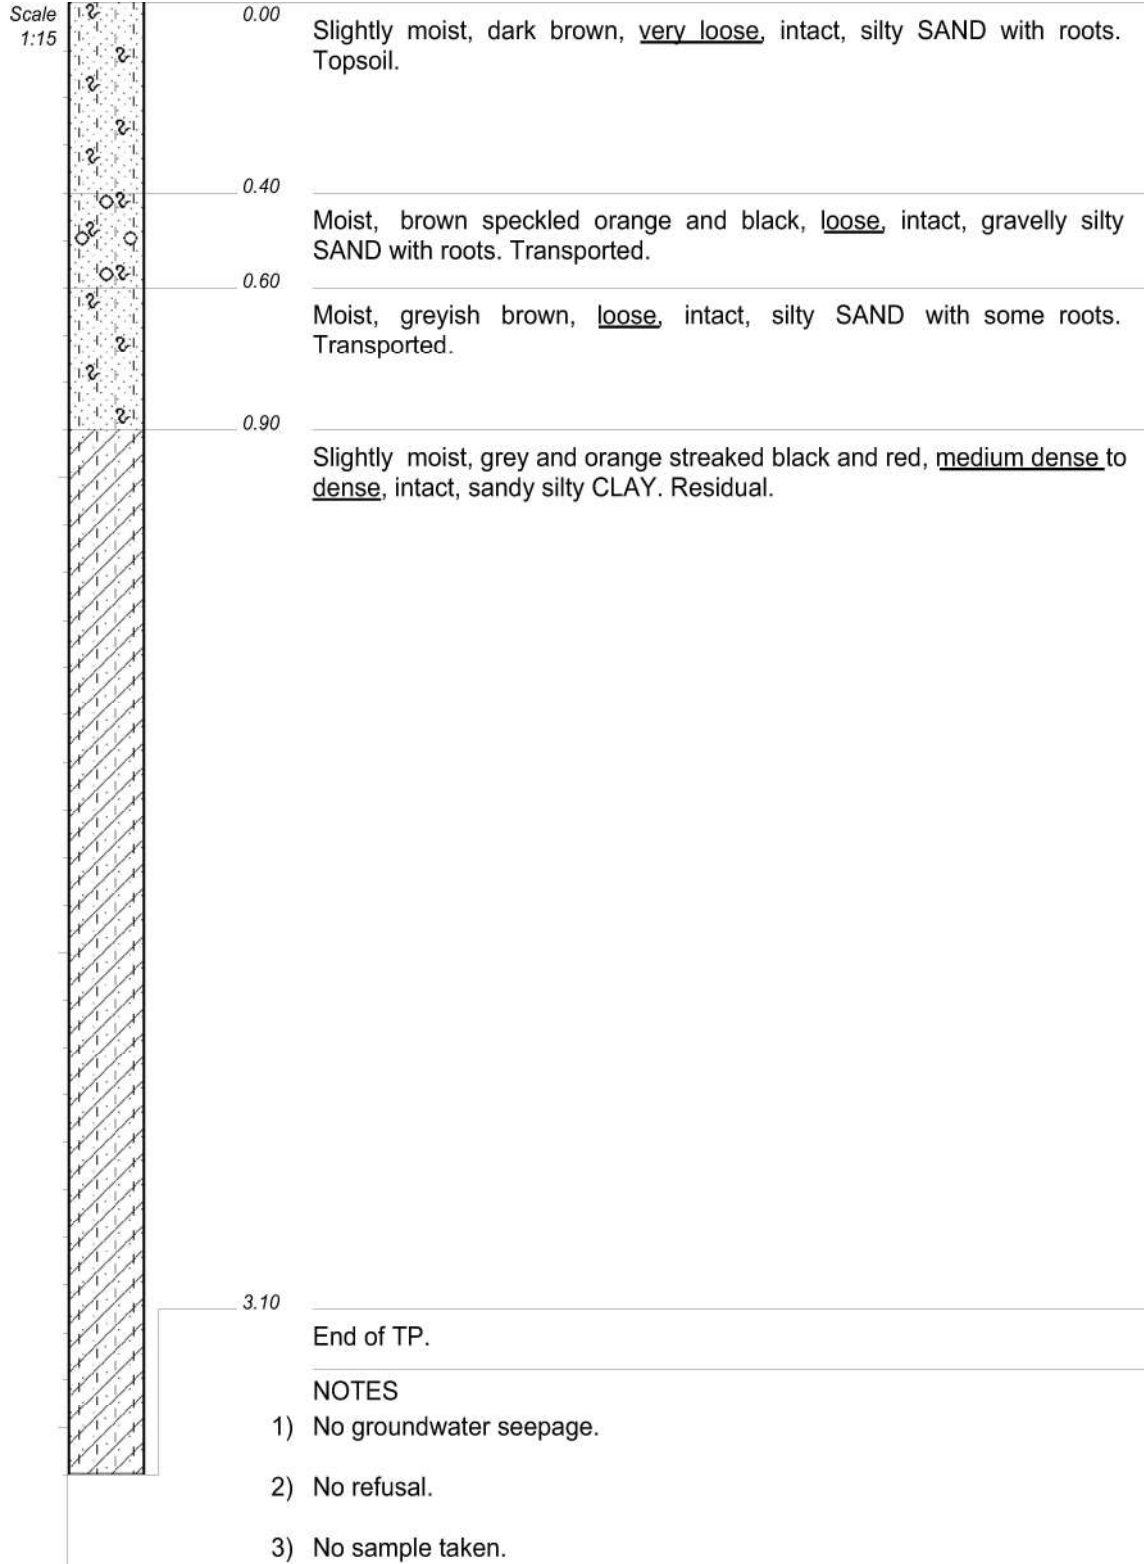 Scale
1:15
0.00
Slightly moist, dark brown, very loose, intact, silty SAND with roots.
Topsoil.
0.40
Moist, brown speckled orange and black, loose, intact, gravelly silty
SAND with roots. Transported.
0.60
Moist, greyish brown, loose, intact, silty SAND with some roots.
Transported.
0.90
Slightly moist, grey and orange streaked black and red, medium dense to
dense, intact, sandy silty CLAY. Residual.
3.10
End of TP.
NOTES
1) No groundwater seepage.
2) No refusal.
3) No sample taken.